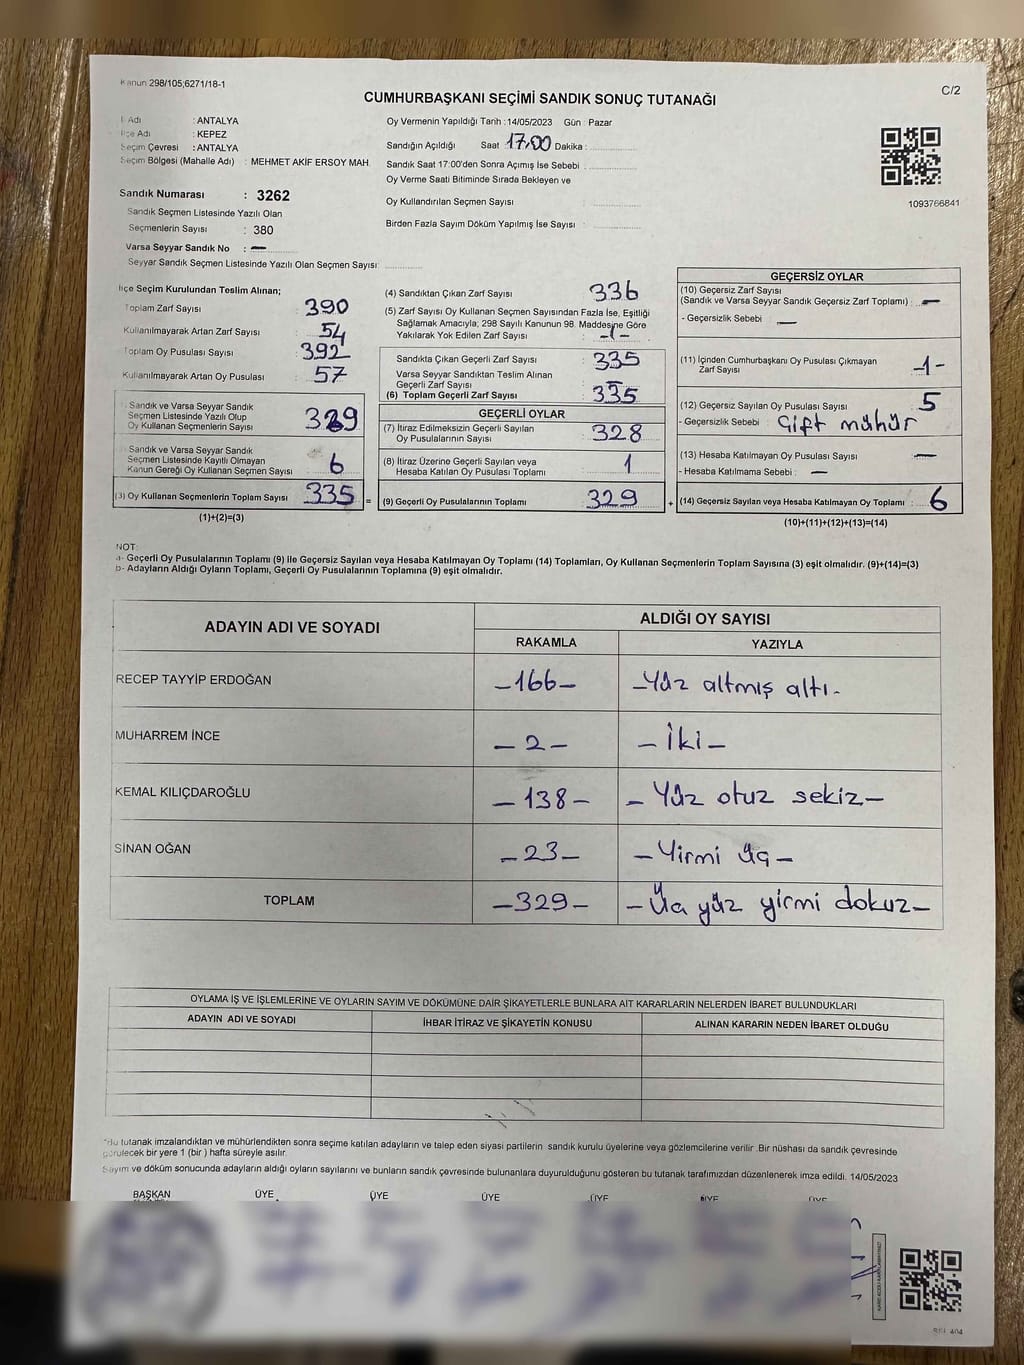 Kanun 298/105;6271/18-1
C/2
CUMHURBAŞKANI SEÇİMİ SANDIK SONUÇ TUTANAĞI
İl Adı : ANTALYA
İlçe Adı : KEPEZ
Seçim Çevresi : ANTALYA
Seçim Bölgesi (Mahalle Adı) : MEHMET AKİF ERSOY MAH.
Sandık Numarası : 3262
Sandık Seçmen Listesinde Yazılı Olan
Seçmenlerin Sayısı : 380
Varsa Seyyar Sandık No : —
Seyyar Sandık Seçmen Listesinde Yazılı Olan Seçmen Sayısı:
Oy Vermenin Yapıldığı Tarih :14/05/2023 Gün : Pazar
Sandığın Açıldığı Saat 17.00 Dakika :
Sandık Saat 17:00'den Sonra Açımış İse Sebebi :
Oy Verme Saati Bitiminde Sırada Bekleyen ve
Oy Kullandırılan Seçmen Sayısı :
Birden Fazla Sayım Döküm Yapılmış İse Sayısı :
1093766841
İlçe Seçim Kurulundan Teslim Alınan;
Toplam Zarf Sayısı : 390
Kullanılmayarak Artan Zarf Sayısı : 54
Toplam Oy Pusulası Sayısı : 392
Kullanılmayarak Artan Oy Pusulası : 57
Sandık ve Varsa Seyyar Sandık
Seçmen Listesinde Yazılı Olup
Oy Kullanan Seçmenlerin Sayısı : 329
Sandık ve Varsa Seyyar Sandık
Seçmen Listesinde Kayıtlı Olmayan
Kanun Gereği Oy Kullanan Seçmen Sayısı : 6
(3) Oy Kullanan Seçmenlerin Toplam Sayısı : 335 =
(1)+(2)=(3)
(4) Sandıktan Çıkan Zarf Sayısı : 336
(5) Zarf Sayısı Oy Kullanan Seçmen Sayısından Fazla İse, Eşitliği
Sağlamak Amacıyla; 298 Sayılı Kanunun 98. Maddesine Göre
Yakılarak Yok Edilen Zarf Sayısı : -1-
Sandıkta Çıkan Geçerli Zarf Sayısı : 335
Varsa Seyyar Sandıktan Teslim Alınan
Geçerli Zarf Sayısı : —
(6) Toplam Geçerli Zarf Sayısı : 335
GEÇERLİ OYLAR
(7) İtiraz Edilmeksizin Geçerli Sayılan
Oy Pusulalarının Sayısı : 328
(8) İtiraz Üzerine Geçerli Sayılan veya
Hesaba Katılan Oy Pusulası Toplamı : 1
(9) Geçerli Oy Pusulalarının Toplamı : 329 +
GEÇERSİZ OYLAR
(10) Geçersiz Zarf Sayısı
(Sandık ve Varsa Seyyar Sandık Geçersiz Zarf Toplamı) : —
- Geçersizlik Sebebi : —
(11) İçinden Cumhurbaşkanı Oy Pusulası Çıkmayan
Zarf Sayısı : -1-
(12) Geçersiz Sayılan Oy Pusulası Sayısı : 5
- Geçersizlik Sebebi : Çift mühür
(13) Hesaba Katılmayan Oy Pusulası Sayısı : —
- Hesaba Katılmama Sebebi : —
(14) Geçersiz Sayılan veya Hesaba Katılmayan Oy Toplamı : 6
(10)+(11)+(12)+(13)=(14)
NOT:
a- Geçerli Oy Pusulalarının Toplamı (9) ile Geçersiz Sayılan veya Hesaba Katılmayan Oy Toplamı (14) Toplamları, Oy Kullanan Seçmenlerin Toplam Sayısına (3) eşit olmalıdır. (9)+(14)=(3)
b- Adayların Aldığı Oyların Toplamı, Geçerli Oy Pusulalarının Toplamına (9) eşit olmalıdır.
ADAYIN ADI VE SOYADI
ALDIĞI OY SAYISI
RAKAMLA YAZIYLA
RECEP TAYYİP ERDOĞAN -166- -Yüz altmış altı-
MUHARREM İNCE -2- -İki-
KEMAL KILIÇDAROĞLU -138- -Yüz otuz sekiz-
SİNAN OĞAN -23- -Yirmi üç-
TOPLAM -329- -Üç yüz yirmi dokuz-
OYLAMA İŞ VE İŞLEMLERİNE VE OYLARIN SAYIM VE DÖKÜMÜNE DAİR ŞİKAYETLERLE BUNLARA AİT KARARLARIN NELERDEN İBARET BULUNDUKLARI
ADAYIN ADI VE SOYADI İHBAR İTİRAZ VE ŞİKAYETİN KONUSU ALINAN KARARIN NEDEN İBARET OLDUĞU
*Bu tutanak imzalandıktan ve mühürlendikten sonra seçime katılan adayların ve talep eden siyasi partilerin sandık kurulu üyelerine veya gözlemcilerine verilir .Bir nüshası da sandık çevresinde
görülecek bir yere 1 (bir ) hafta süreyle asılır.
Sayım ve döküm sonucunda adayların aldığı oyların sayılarını ve bunların sandık çevresinde bulunanlara duyurulduğunu gösteren bu tutanak tarafımızdan düzenlenerek imza edildi. 14/05/2023
BAŞKAN ÜYE ÜYE ÜYE ÜYE ÜYE ÜYE